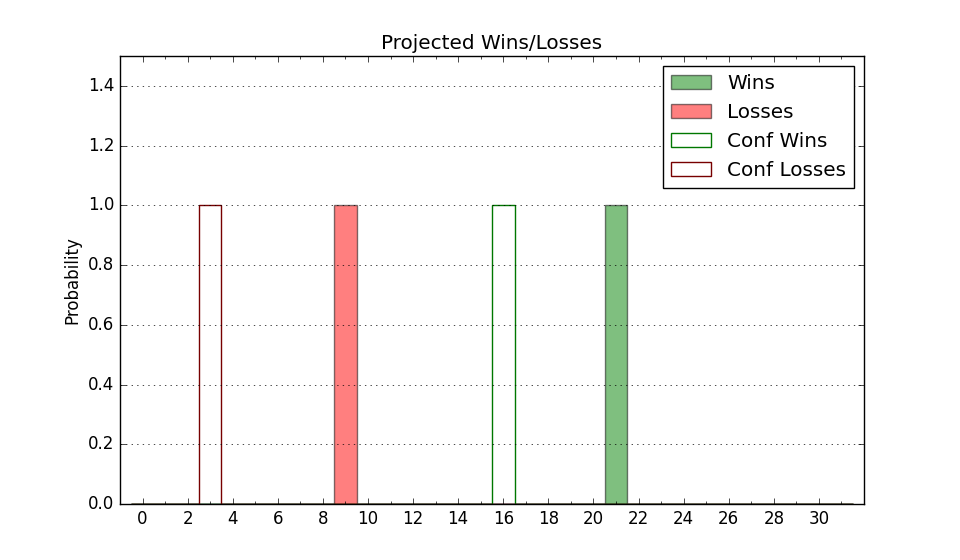 Projected Wins/Losses
Probability
1.4
1.2
1.0
0.8
0.6
0.4
0.2
0.0
0 2 4 6 8 10 12 14 16 18 20 22 24 26 28 30
Wins
Losses
Conf Wins
Conf Losses